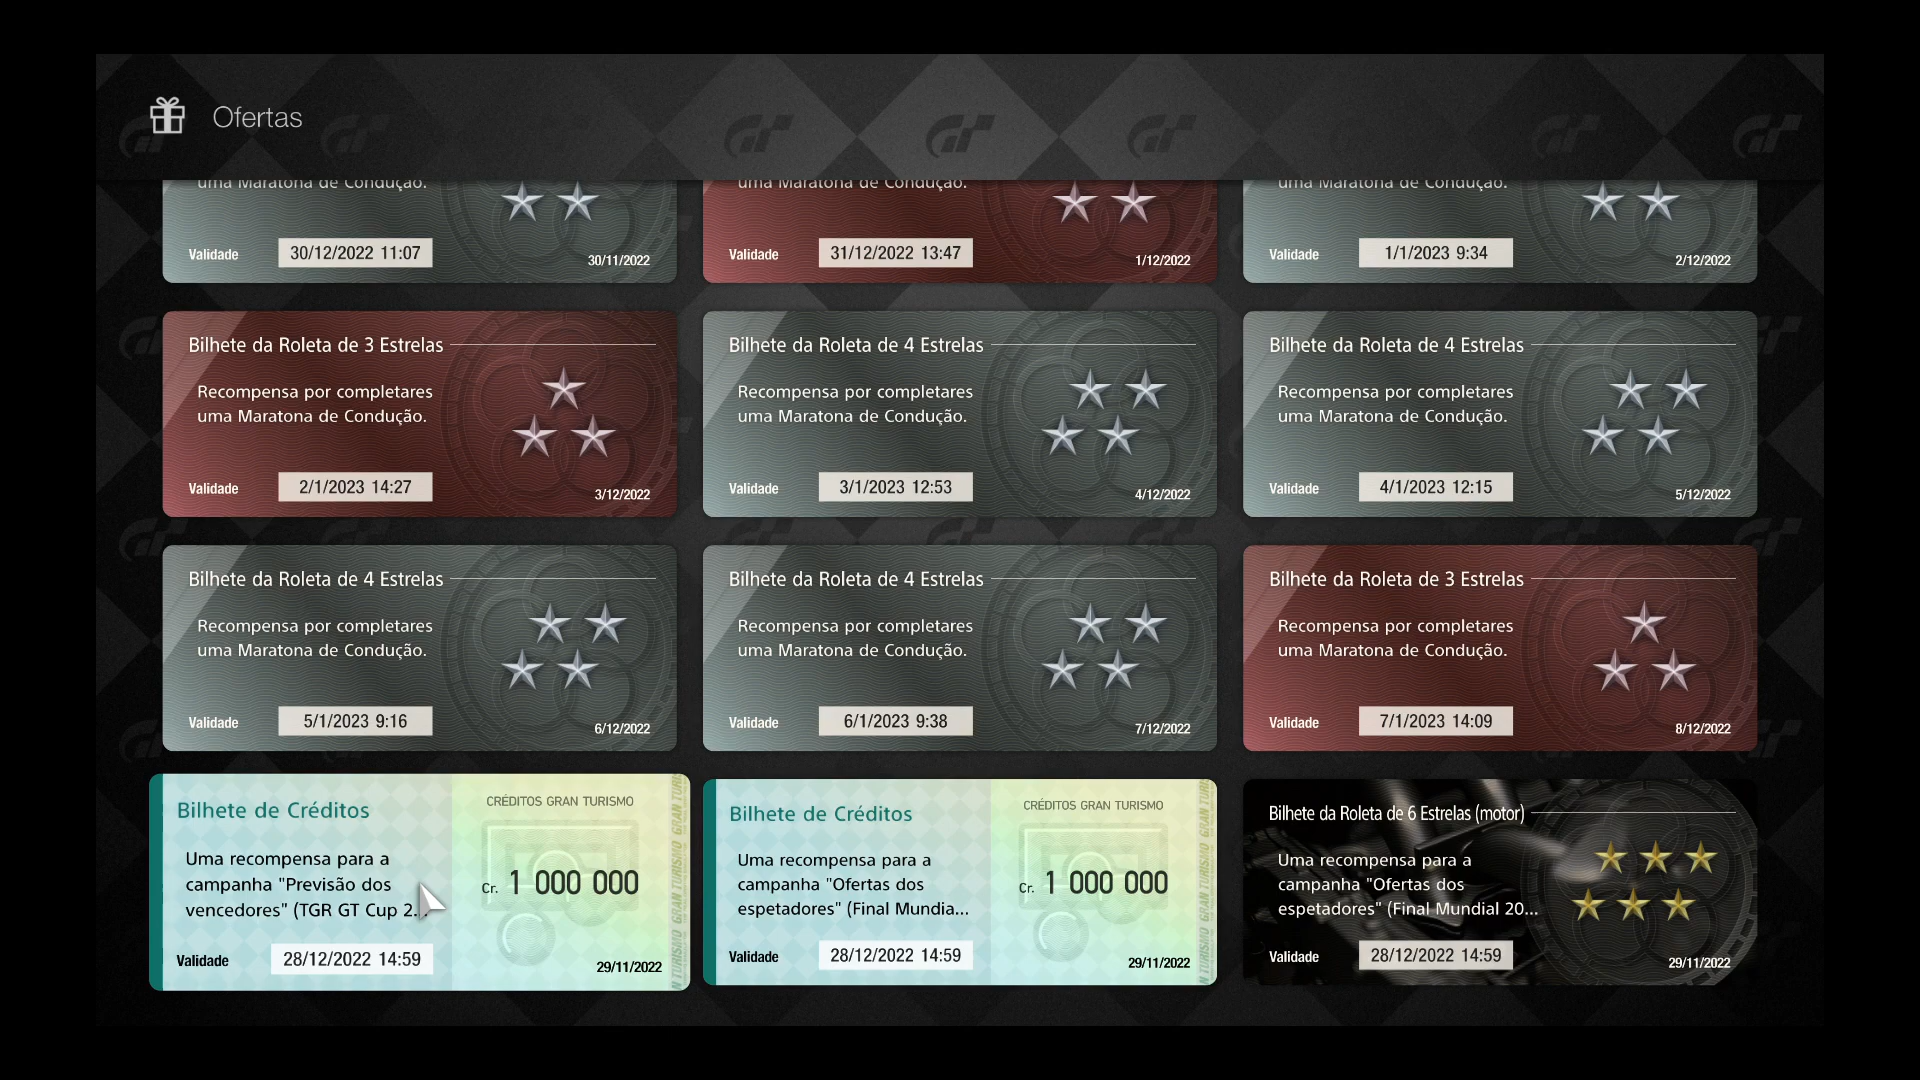 Ofertas
uma Maratona de Condução.
Validade 30/12/2022 11:07 30/11/2022
uma Maratona de Condução.
Validade 31/12/2022 13:47 1/12/2022
uma Maratona de Condução.
Validade 1/1/2023 9:34 2/12/2022
Bilhete da Roleta de 3 Estrelas
Recompensa por completares
uma Maratona de Condução.
Validade 2/1/2023 14:27 3/12/2022
Bilhete da Roleta de 4 Estrelas
Recompensa por completares
uma Maratona de Condução.
Validade 3/1/2023 12:53 4/12/2022
Bilhete da Roleta de 4 Estrelas
Recompensa por completares
uma Maratona de Condução.
Validade 4/1/2023 12:15 5/12/2022
Bilhete da Roleta de 4 Estrelas
Recompensa por completares
uma Maratona de Condução.
Validade 5/1/2023 9:16 6/12/2022
Bilhete da Roleta de 4 Estrelas
Recompensa por completares
uma Maratona de Condução.
Validade 6/1/2023 9:38 7/12/2022
Bilhete da Roleta de 3 Estrelas
Recompensa por completares
uma Maratona de Condução.
Validade 7/1/2023 14:09 8/12/2022
Bilhete de Créditos
Uma recompensa para a
campanha "Previsão dos
vencedores" (TGR GT Cup 2...
CRÉDITOS GRAN TURISMO
Cr. 1 000 000
Validade 28/12/2022 14:59 29/11/2022
GRAN TURISMO
Bilhete de Créditos
Uma recompensa para a
campanha "Ofertas dos
espetadores" (Final Mundia...
CRÉDITOS GRAN TURISMO
Cr. 1 000 000
Validade 28/12/2022 14:59 29/11/2022
GRAN TURISMO
Bilhete da Roleta de 6 Estrelas (motor)
Uma recompensa para a
campanha "Ofertas dos
espetadores" (Final Mundial 20...
Validade 28/12/2022 14:59 29/11/2022